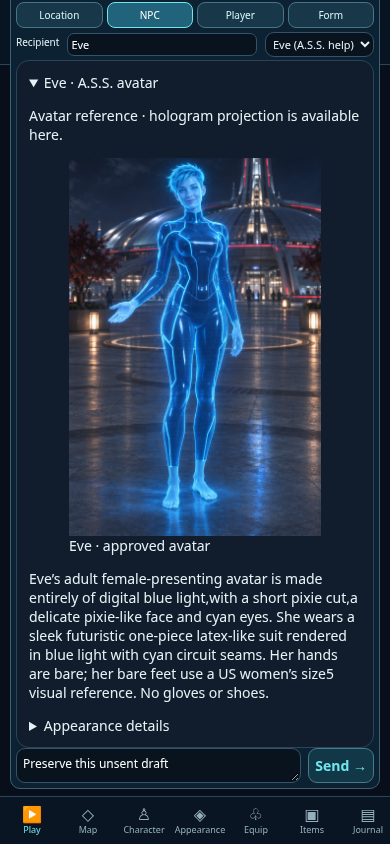 Location
NPC
Player
Form
Recipient
Eve
Eve (A.S.S. help)
▼ Eve · A.S.S. avatar
Avatar reference · hologram projection is available
here.
Eve · approved avatar
Eve’s adult female-presenting avatar is made
entirely of digital blue light,with a short pixie cut,a
delicate pixie-like face and cyan eyes. She wears a
sleek futuristic one-piece latex-like suit rendered
in blue light with cyan circuit seams. Her hands
are bare; her bare feet use a US women’s size5
visual reference. No gloves or shoes.
▶ Appearance details
Preserve this unsent draft
Send →
Play
Map
Character
Appearance
Equip
Items
Journal